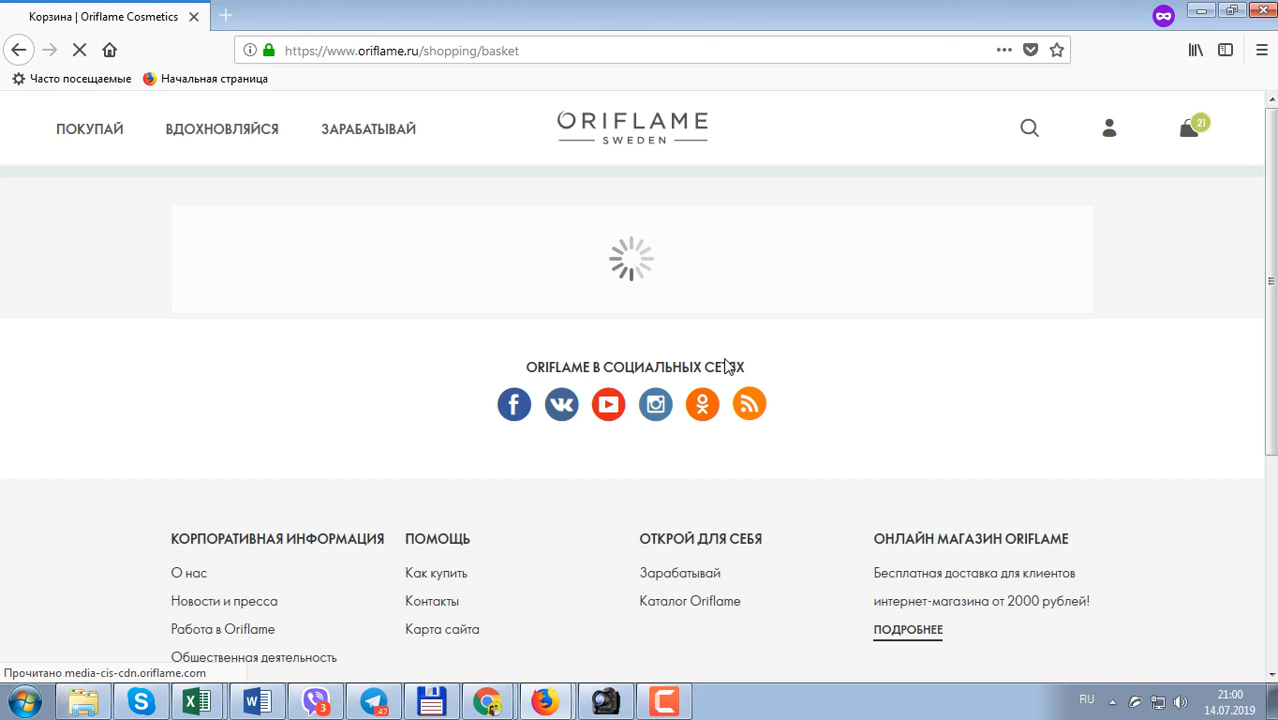 Корзина | Oriflame Cosmetics
https://www.oriflame.ru/shopping/basket
Часто посещаемые
Начальная страница
ПОКУПАЙ
ВДОХНОВЛЯЙСЯ
ЗАРАБАТЫВАЙ
ORIFLAME
SWEDEN
21
ORIFLAME В СОЦИАЛЬНЫХ СЕТЯХ
КОРПОРАТИВНАЯ ИНФОРМАЦИЯ
О нас
Новости и пресса
Работа в Oriflame
Общественная деятельность
ПОМОЩЬ
Как купить
Контакты
Карта сайта
ОТКРОЙ ДЛЯ СЕБЯ
Зарабатывай
Каталог Oriflame
ОНЛАЙН МАГАЗИН ORIFLAME
Бесплатная доставка для клиентов
интернет-магазина от 2000 рублей!
ПОДРОБНЕЕ
Прочитано media-cis-cdn.oriflame.com
3
47
RU
21:00
14.07.2019